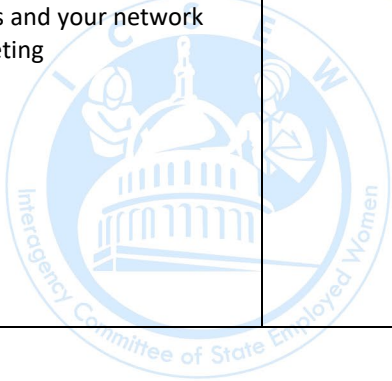 s and your network
eting
I C S E W
Interagency Committee of State Employed Women